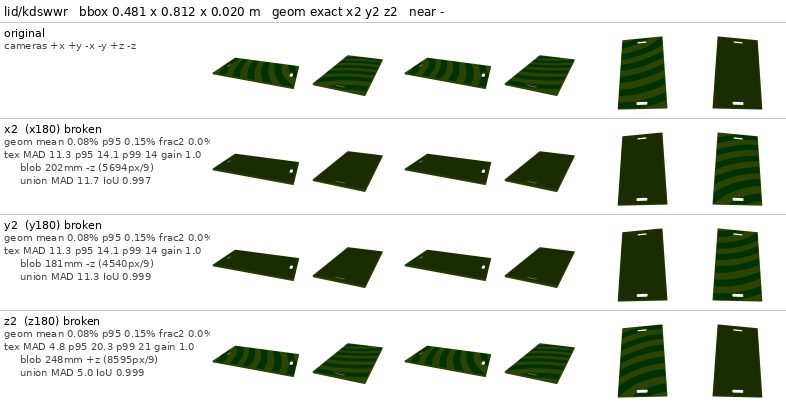 lid/kdswwr   bbox 0.481 x 0.812 x 0.020 m   geom exact x2 y2 z2   near -
original
cameras +x +y -x -y +z -z
x2  (x180) broken
geom mean 0.08% p95 0.15% frac2 0.0%
tex MAD 11.3 p95 14.1 p99 14 gain 1.0
blob 202mm -z (5694px/9)
union MAD 11.7 IoU 0.997
y2  (y180) broken
geom mean 0.08% p95 0.15% frac2 0.0%
tex MAD 11.3 p95 14.1 p99 14 gain 1.0
blob 181mm -z (4540px/9)
union MAD 11.3 IoU 0.999
z2  (z180) broken
geom mean 0.08% p95 0.15% frac2 0.0%
tex MAD 4.8 p95 20.3 p99 21 gain 1.0
blob 248mm +z (8595px/9)
union MAD 5.0 IoU 0.999